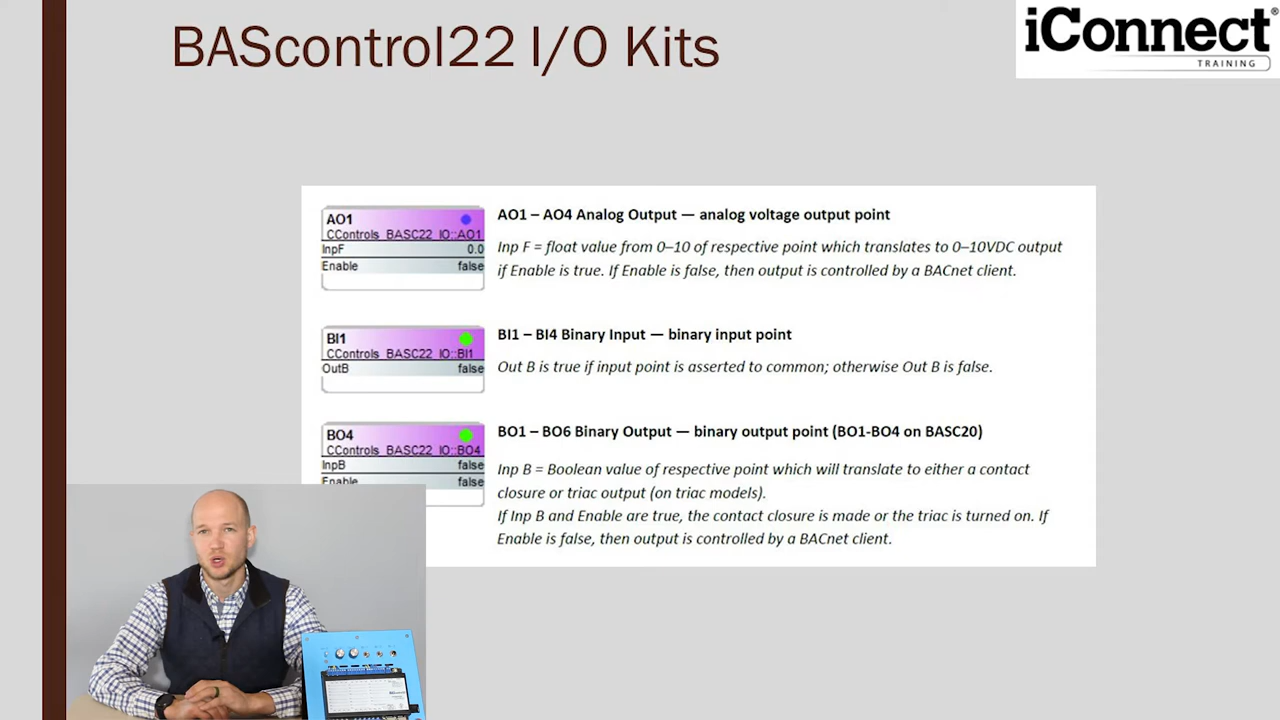 BAScontrol22 I/O Kits
iConnect®
TRAINING
AO1
CControls_BASC22_IO::AO1
InpF 0.0
Enable false
AO1 – AO4 Analog Output — analog voltage output point
Inp F = float value from 0–10 of respective point which translates to 0–10VDC output
if Enable is true. If Enable is false, then output is controlled by a BACnet client.
BI1
CControls_BASC22_IO::BI1
OutB false
BI1 – BI4 Binary Input — binary input point
Out B is true if input point is asserted to common; otherwise Out B is false.
BO4
CControls_BASC22_IO::BO4
InpB false
Enable false
BO1 – BO6 Binary Output — binary output point (BO1-BO4 on BASC20)
Inp B = Boolean value of respective point which will translate to either a contact
closure or triac output (on triac models).
If Inp B and Enable are true, the contact closure is made or the triac is turned on. If
Enable is false, then output is controlled by a BACnet client.